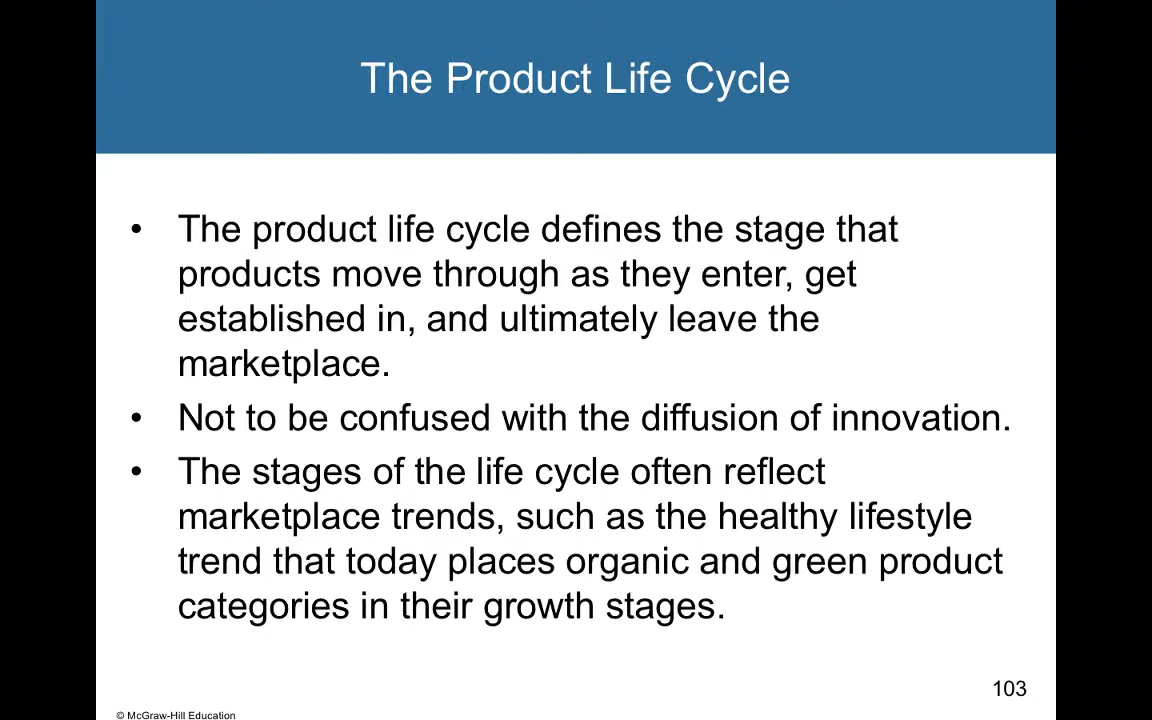 The Product Life Cycle
• The product life cycle defines the stage that
products move through as they enter, get
established in, and ultimately leave the
marketplace.
• Not to be confused with the diffusion of innovation.
• The stages of the life cycle often reflect
marketplace trends, such as the healthy lifestyle
trend that today places organic and green product
categories in their growth stages.
103
© McGraw-Hill Education